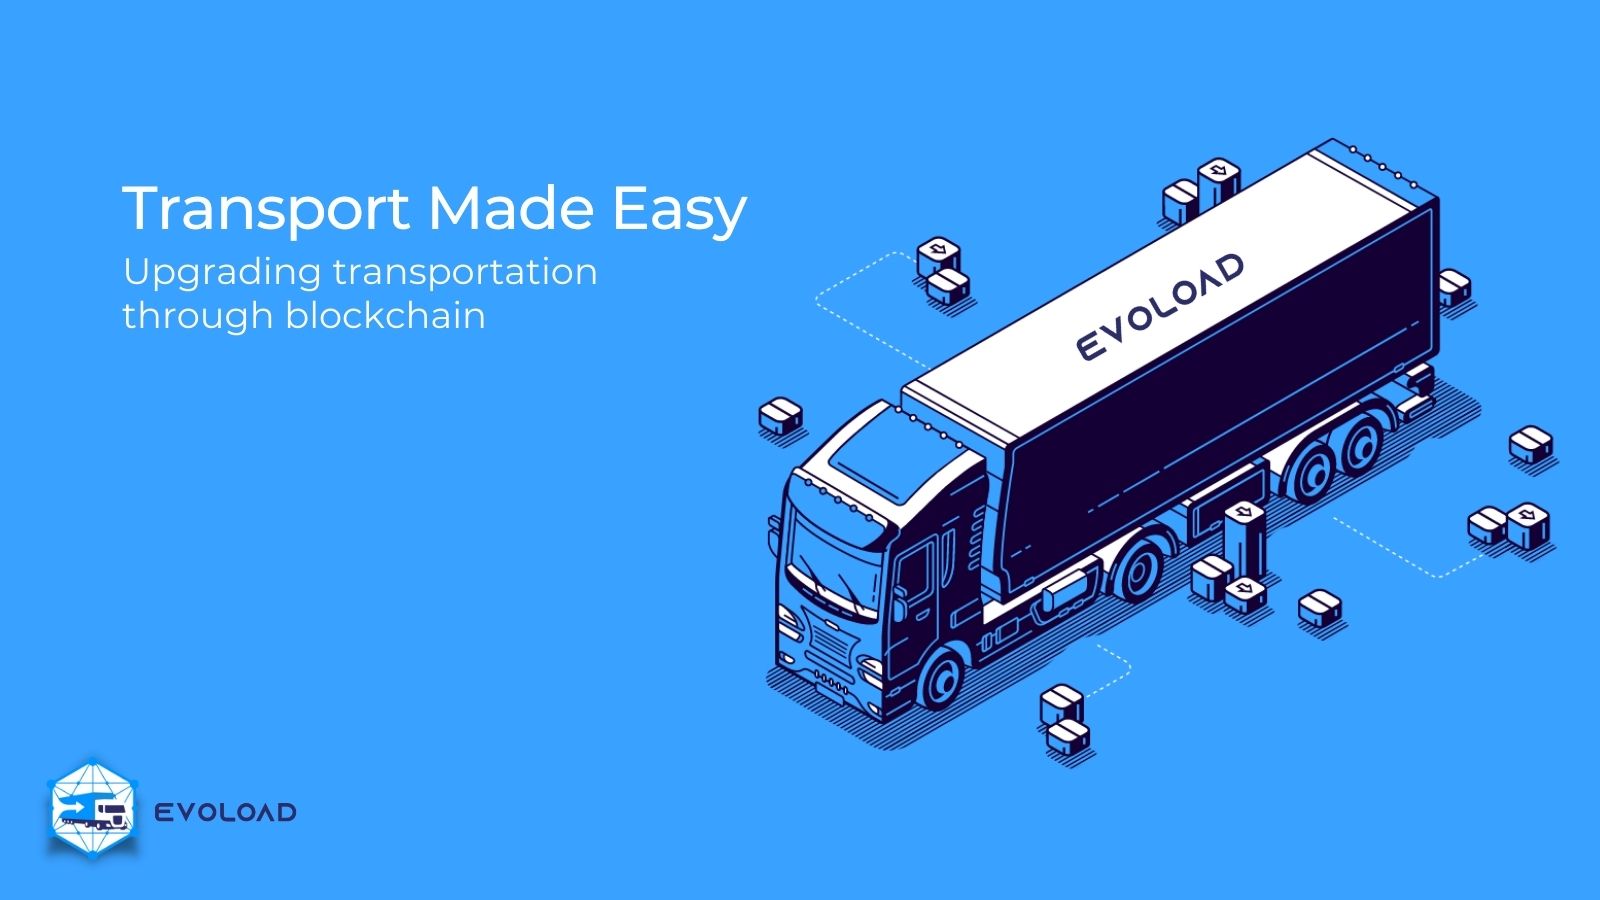 Transport Made Easy
Upgrading transportation
through blockchain
EVOLOAD
EVOLOAD